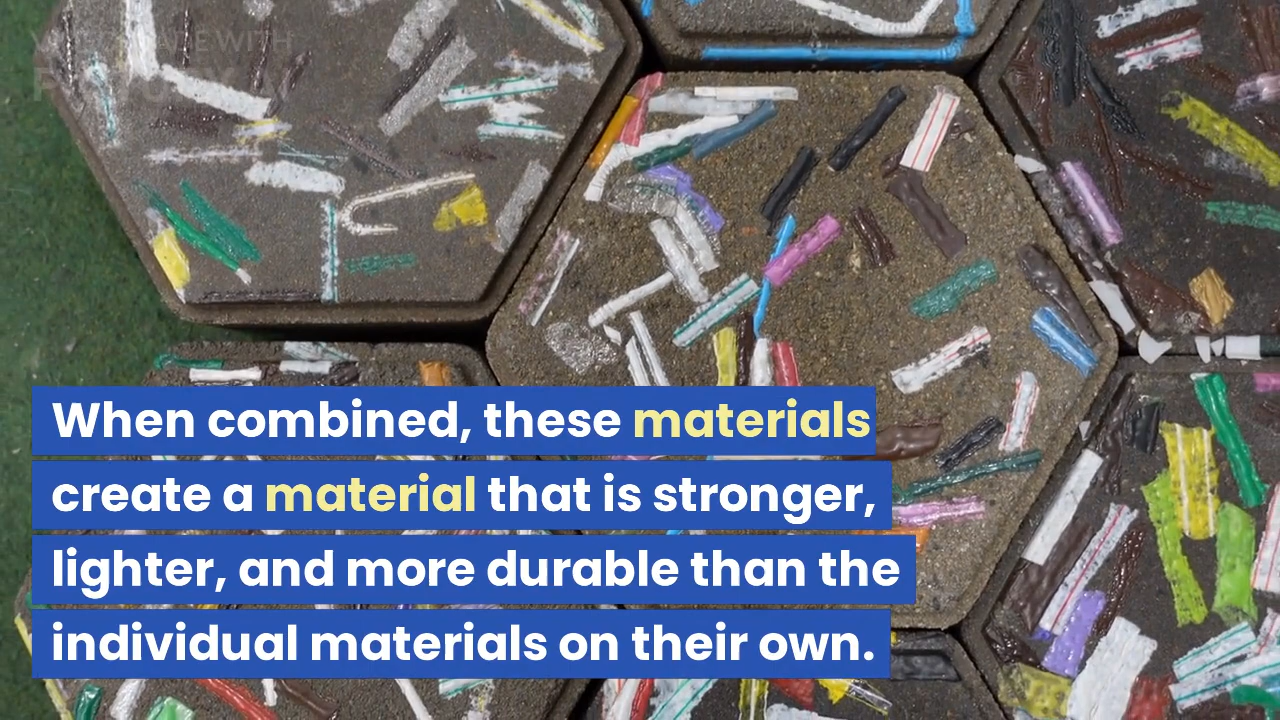 When combined, these materials
create a material that is stronger,
lighter, and more durable than the
individual materials on their own.